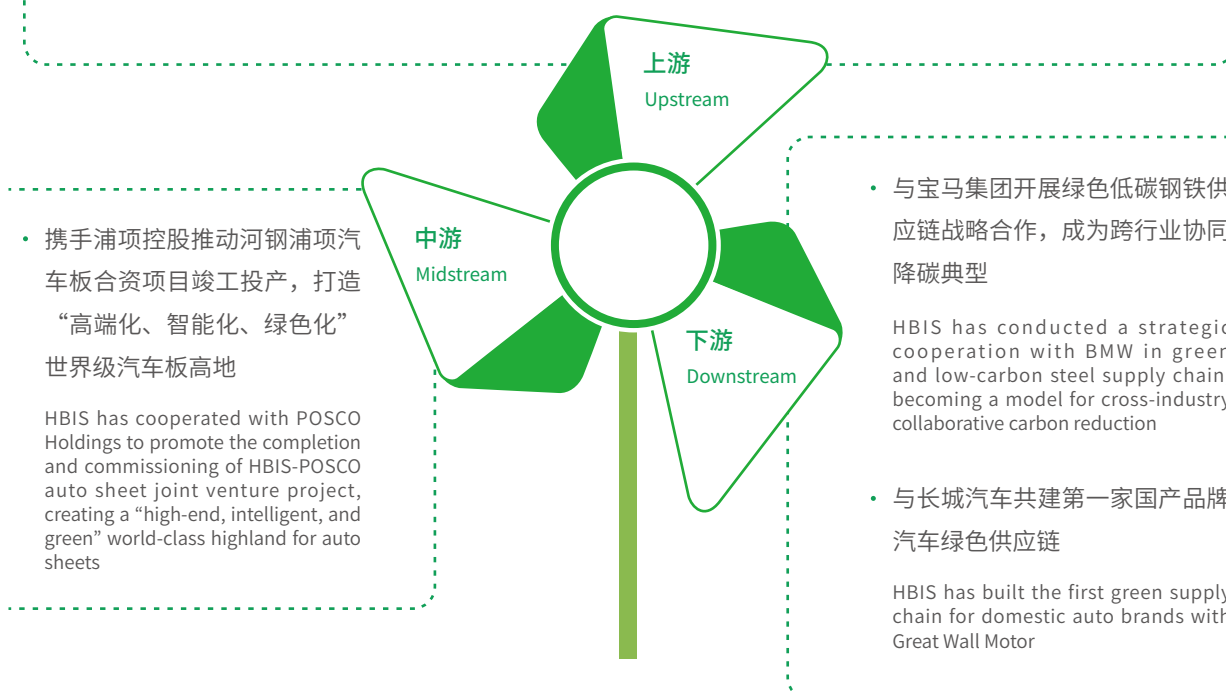 上游
Upstream
中游
Midstream
下游
Downstream
• 携手浦项控股推动河钢浦项汽
车板合资项目竣工投产，打造
“高端化、智能化、绿色化”
世界级汽车板高地
HBIS has cooperated with POSCO
Holdings to promote the completion
and commissioning of HBIS-POSCO
auto sheet joint venture project,
creating a “high-end, intelligent, and
green” world-class highland for auto
sheets
• 与宝马集团开展绿色低碳钢铁供
应链战略合作，成为跨行业协同
降碳典型
HBIS has conducted a strategic
cooperation with BMW in green
and low-carbon steel supply chain
becoming a model for cross-industry
collaborative carbon reduction
• 与长城汽车共建第一家国产品牌
汽车绿色供应链
HBIS has built the first green supply
chain for domestic auto brands with
Great Wall Motor